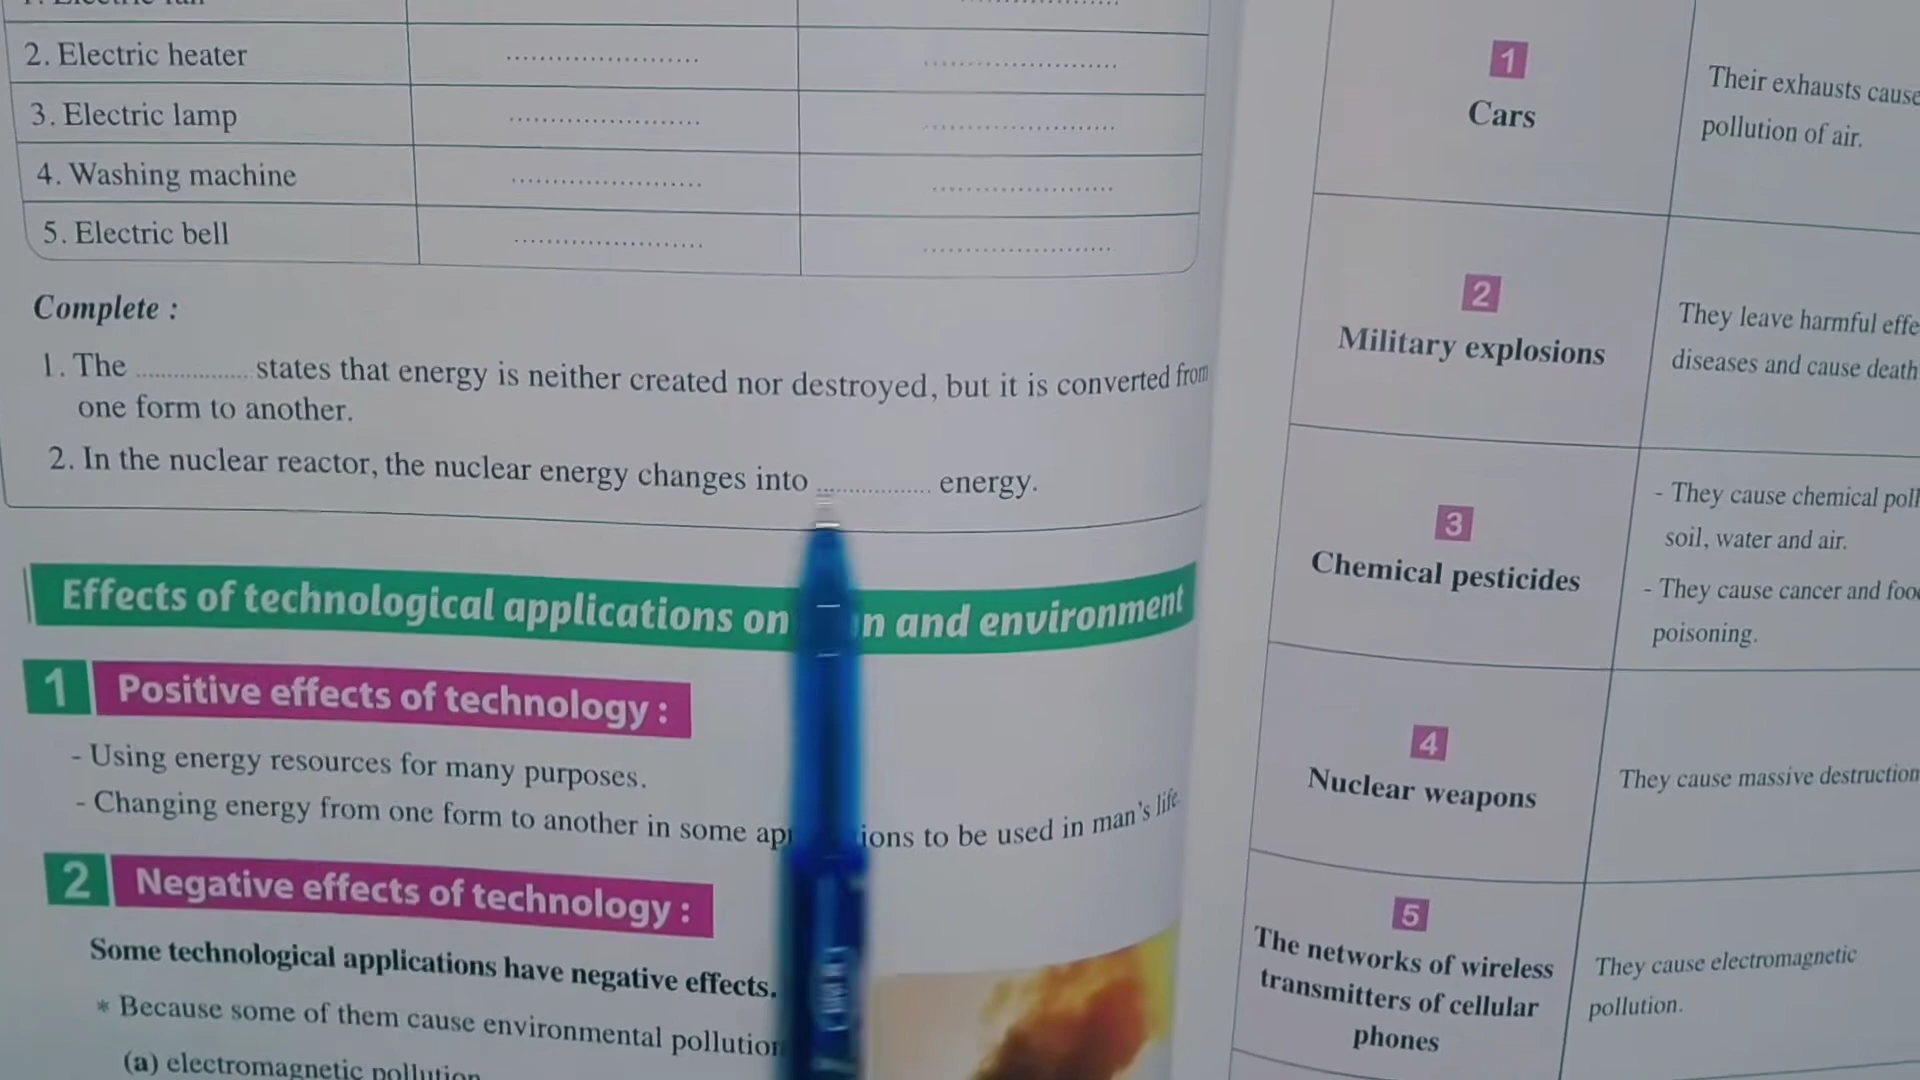 2. Electric heater
3. Electric lamp
4. Washing machine
5. Electric bell
Complete :
1. The ................ states that energy is neither created nor destroyed, but it is converted from
one form to another.
2. In the nuclear reactor, the nuclear energy changes into ................ energy.
Effects of technological applications on and environment
1 Positive effects of technology :
- Using energy resources for many purposes.
- Changing energy from one form to another in some to be used in man's life.
2 Negative effects of technology :
Some technological applications have negative effects.
* Because some of them cause environmental pollution
(a) electromagnetic pollution
1
Cars
Their exhausts cause
pollution of air.
2
Military explosions
They leave harmful
diseases and cause death
3
Chemical pesticides
- They cause chemical
soil, water and air.
- They cause cancer and
poisoning.
4
Nuclear weapons
They cause massive destruction
5
The networks of wireless
transmitters of cellular
phones
They cause electromagnetic
pollution.